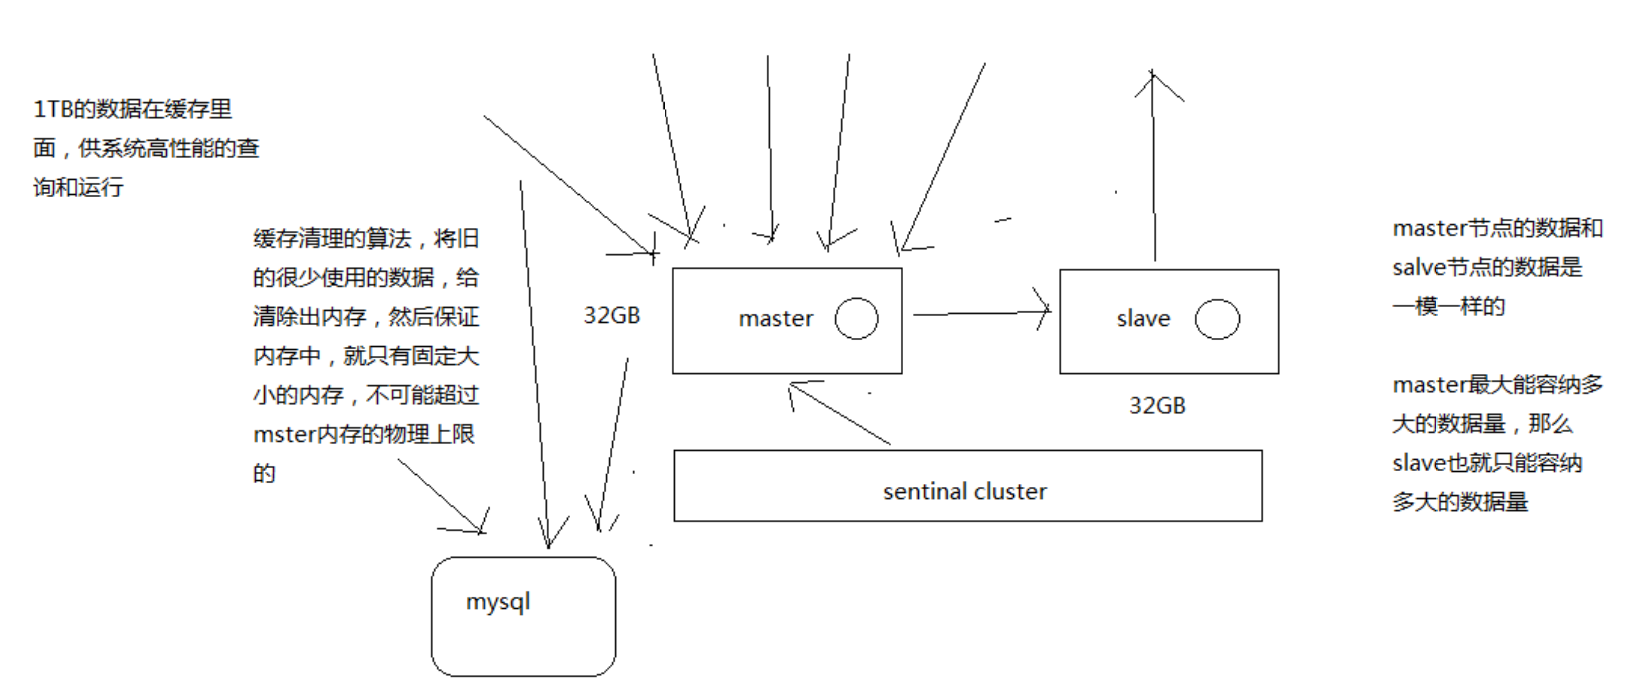 1TB的数据在缓存里
面，供系统高性能的查
询和运行
缓存清理的算法，将旧
的很少使用的数据，给
清除出内存，然后保证
内存中，就只有固定大
小的内存，不可能超过
mster内存的物理上限
的
32GB
master
slave
32GB
sentinal cluster
mysql
master节点的数据和
salve节点的数据是
一模一样的
master最大能容纳多
大的数据量，那么
slave也就只能容纳
多大的数据量